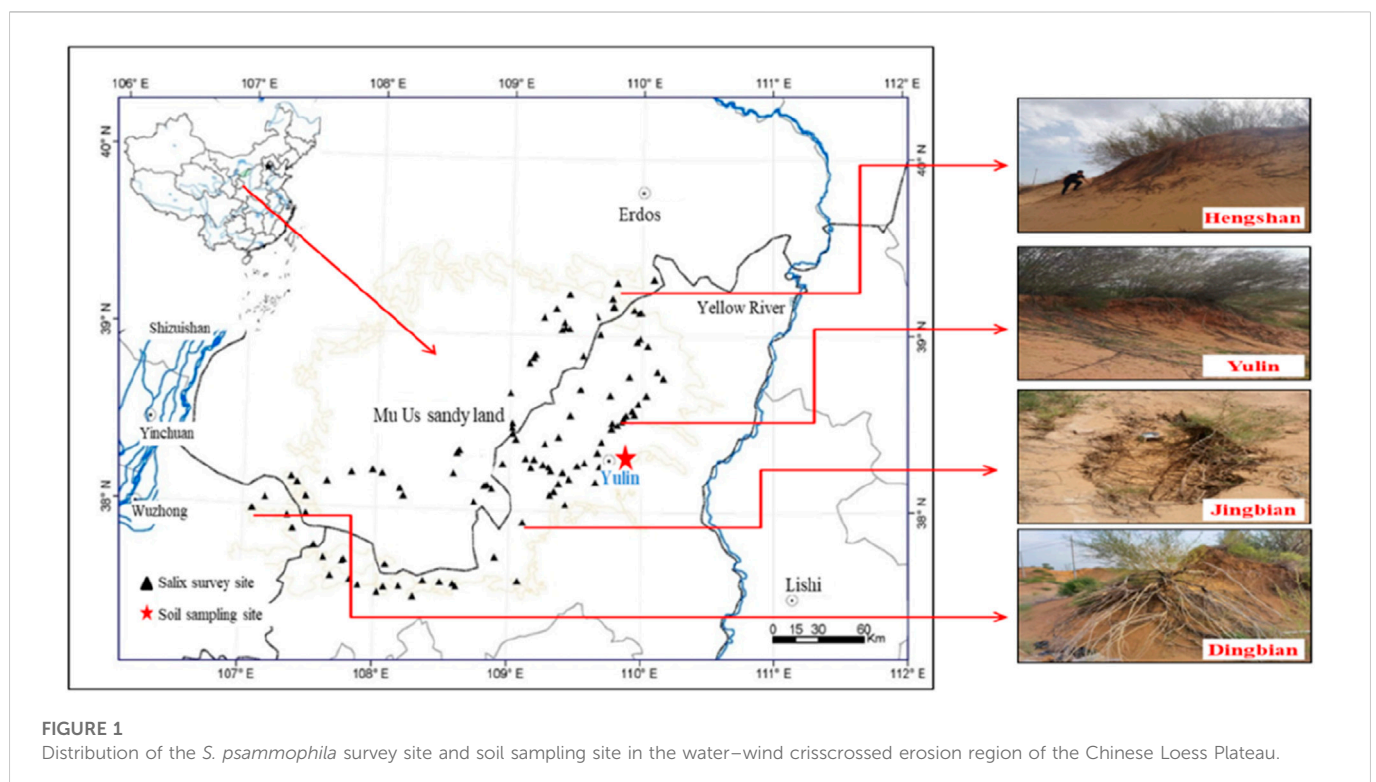 106° E 107° E 108° E 109° E 110° E 111° E 112° E
40° N
40° N
Erdos
Hengshan
39° N
39° N
Yellow River
Shizuishan
Yulin
Mu Us sandy land
Yinchuan
Yulin
Jingbian
38° N
38° N
Wuzhong
Salix survey site
Soil sampling site
Lishi
0 15 30 60
Km
Dingbian
107° E 108° E 109° E 110° E 111° E 112° E
FIGURE 1
Distribution of the S. psammophila survey site and soil sampling site in the water–wind crisscrossed erosion region of the Chinese Loess Plateau.